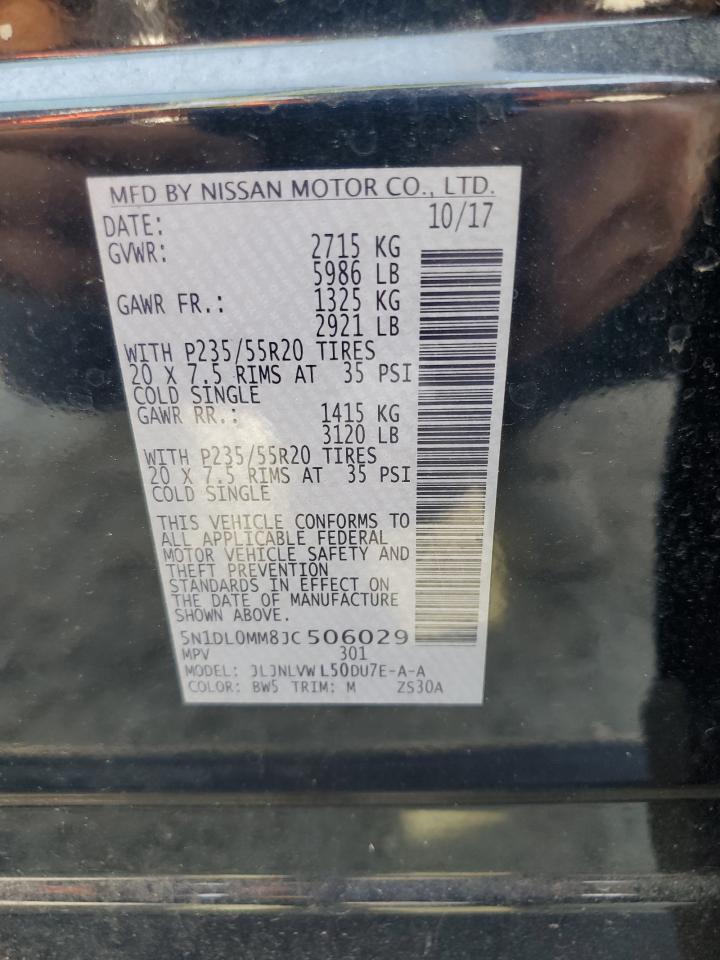 MFD BY NISSAN MOTOR CO., LTD.
DATE: 10/17
GVWR: 2715 KG
5986 LB
GAWR FR.: 1325 KG
2921 LB
WITH P235/55R20 TIRES
20 X 7.5 RIMS AT 35 PSI
COLD SINGLE
GAWR RR.: 1415 KG
3120 LB
WITH P235/55R20 TIRES
20 X 7.5 RIMS AT 35 PSI
COLD SINGLE
THIS VEHICLE CONFORMS TO
ALL APPLICABLE FEDERAL
MOTOR VEHICLE SAFETY AND
THEFT PREVENTION
STANDARDS IN EFFECT ON
THE DATE OF MANUFACTURE
SHOWN ABOVE.
5N1DL0MM8JC506029
MPV 301
MODEL: JLJNLVW L50DU7E-A-A
COLOR: BW5 TRIM: M ZS30A